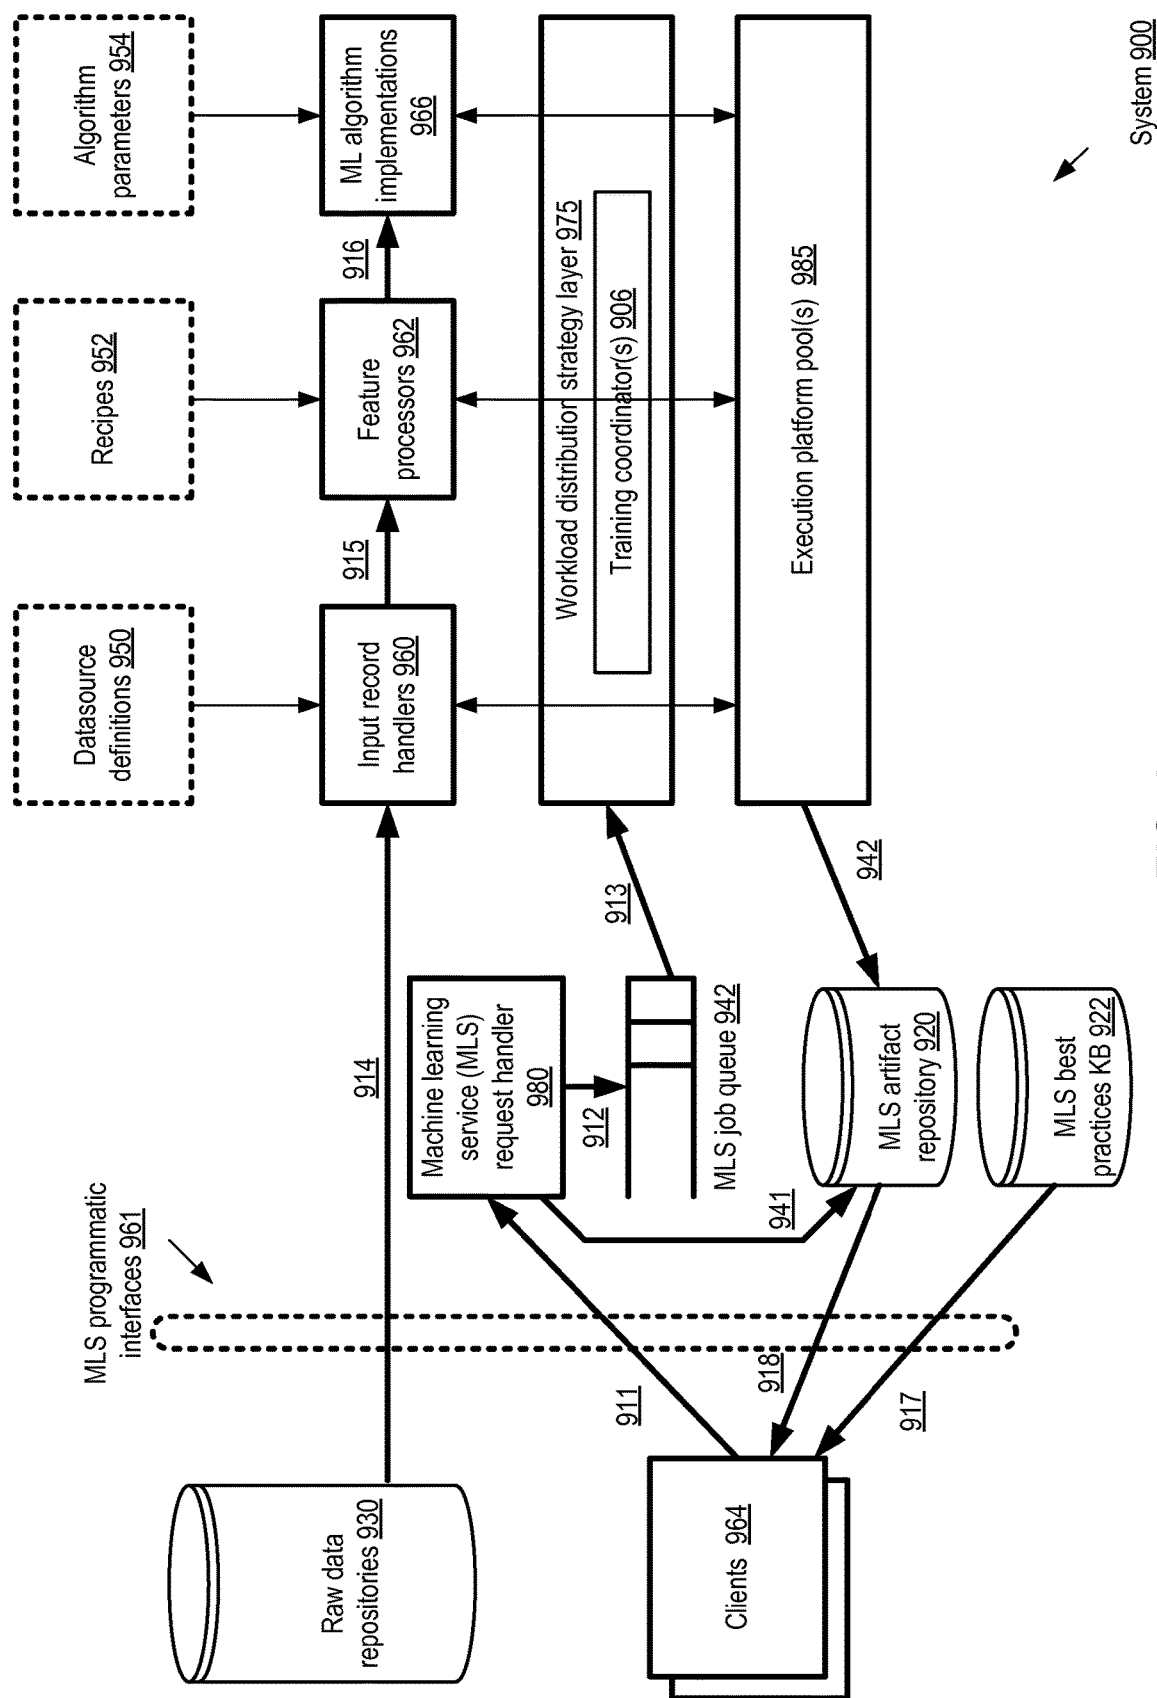 Datasource
definitions 950
Recipes 952
Algorithm
parameters 954
MLS programmatic
interfaces 961
Raw data
repositories 930
914
Input record
handlers 960
915
Feature
processors 962
916
ML algorithm
implementations
966
Machine learning
service (MLS)
request handler
980
911
912
913
MLS job queue 942
Workload distribution strategy layer 975
Training coordinator(s) 906
Clients 964
918
941
942
917
MLS artifact
repository 920
MLS best
practices KB 922
Execution platform pool(s) 985
System 900